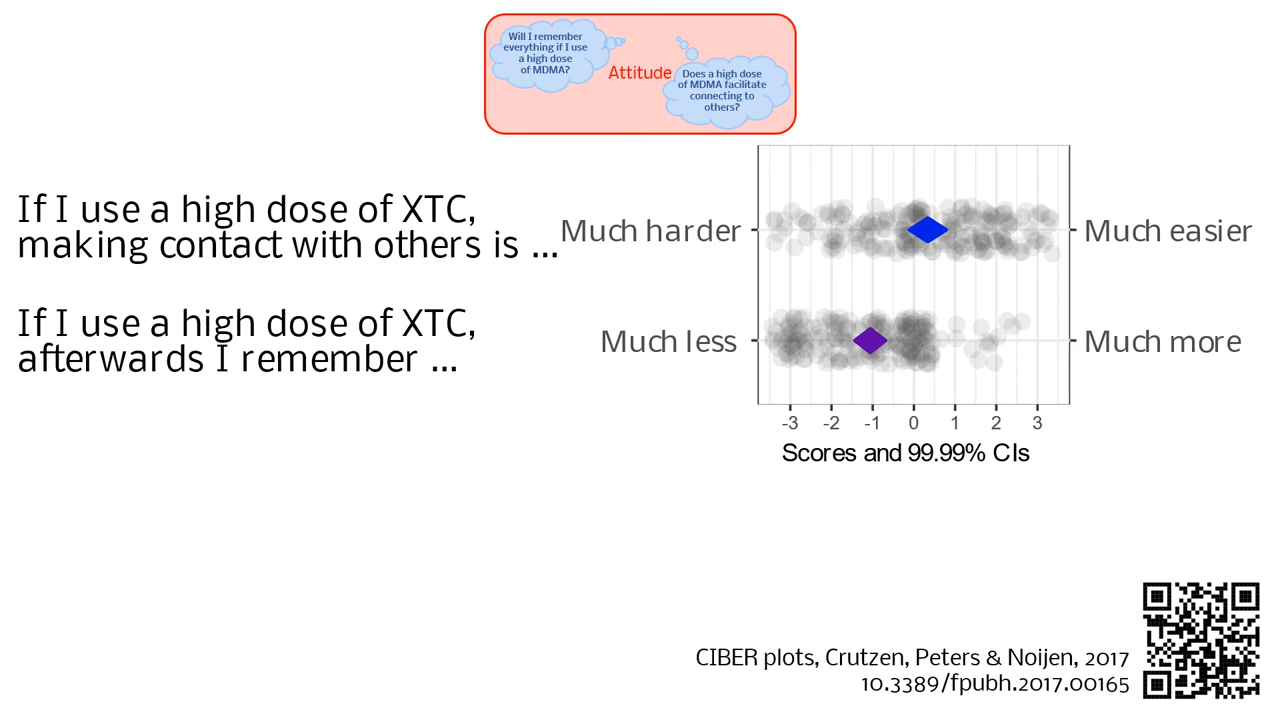 Will I remember
everything if I use
a high dose
of MDMA?
Attitude
Does a high dose
of MDMA facilitate
connecting to
others?
If I use a high dose of XTC,
making contact with others is ...
Much harder
Much easier
If I use a high dose of XTC,
afterwards I remember ...
Much less
Much more
-3 -2 -1 0 1 2 3
Scores and 99.99% CIs
CIBER plots, Crutzen, Peters & Noijen, 2017
10.3389/fpubh.2017.00165